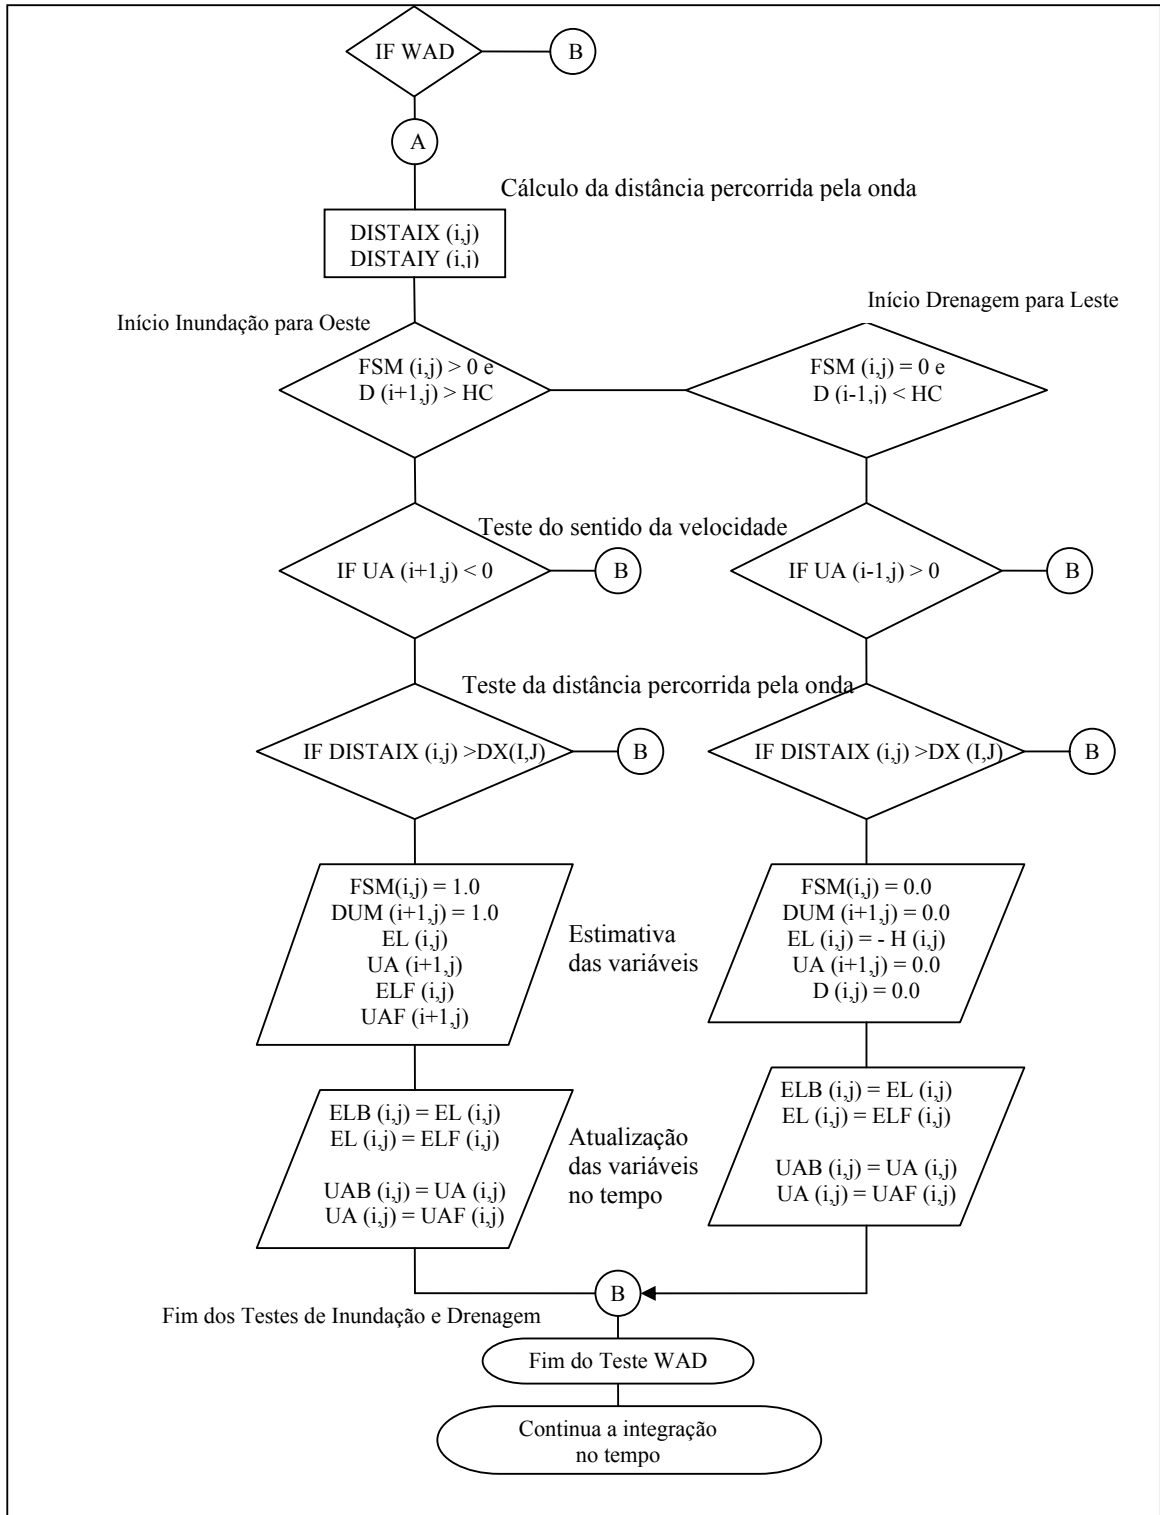 IF WAD
B
A
Cálculo da distância percorrida pela onda
DISTAIX (i,j)
DISTAIY (i,j)
Início Inundação para Oeste
Início Drenagem para Leste
FSM (i,j) > 0 e
D (i+1,j) > HC
FSM (i,j) = 0 e
D (i-1,j) < HC
Teste do sentido da velocidade
IF UA (i+1,j) < 0
B
IF UA (i-1,j) > 0
B
Teste da distância percorrida pela onda
IF DISTAIX (i,j) >DX(I,J)
B
IF DISTAIX (i,j) >DX (I,J)
B
FSM(i,j) = 1.0
DUM (i+1,j) = 1.0
EL (i,j)
UA (i+1,j)
ELF (i,j)
UAF (i+1,j)
Estimativa
das variáveis
FSM(i,j) = 0.0
DUM (i+1,j) = 0.0
EL (i,j) = - H (i,j)
UA (i+1,j) = 0.0
D (i,j) = 0.0
ELB (i,j) = EL (i,j)
EL (i,j) = ELF (i,j)
UAB (i,j) = UA (i,j)
UA (i,j) = UAF (i,j)
Atualização
das variáveis
no tempo
ELB (i,j) = EL (i,j)
EL (i,j) = ELF (i,j)
UAB (i,j) = UA (i,j)
UA (i,j) = UAF (i,j)
B
Fim dos Testes de Inundação e Drenagem
Fim do Teste WAD
Continua a integração
no tempo